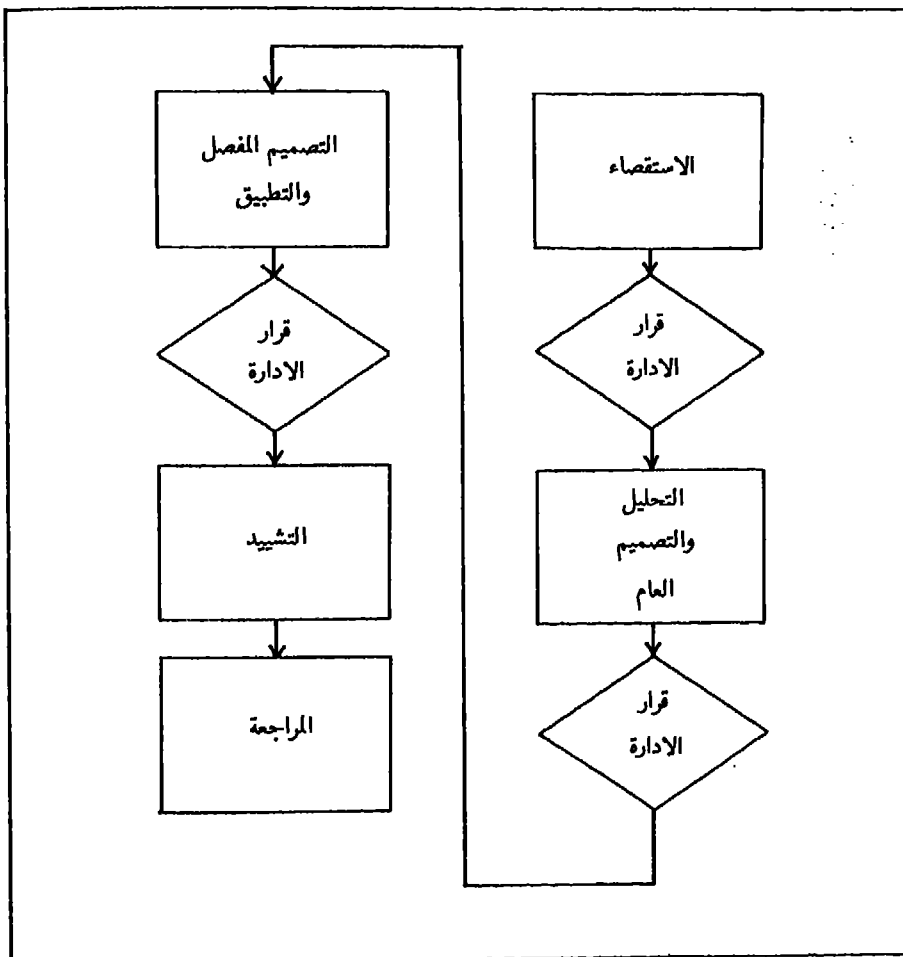 الاستقصاء
قرار
الادارة
التحليل
والتصميم
العام
قرار
الادارة
التصميم المفصل
والتطبيق
قرار
الادارة
التشييد
المراجعة